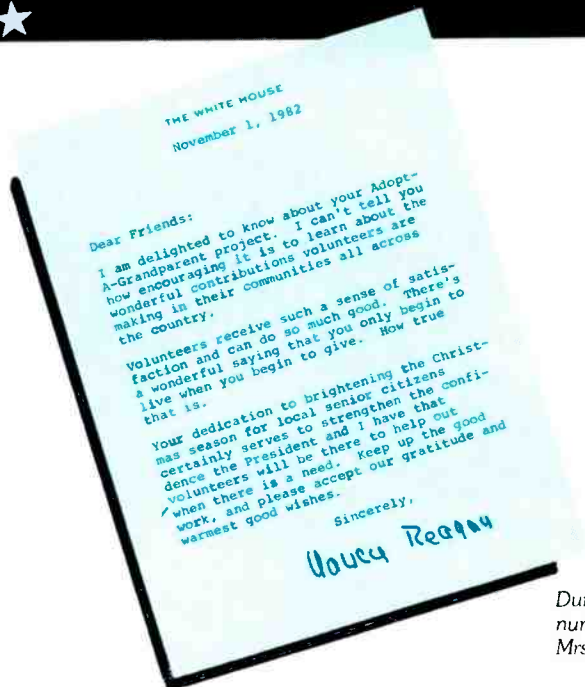 THE WHITE HOUSE
November 1, 1982
Dear Friends:
I am delighted to know about your Adopt-
A-Grandparent project. I can't tell you
how encouraging it is to learn about the
wonderful contributions volunteers are
making in their communities all across
the country.
Volunteers receive such a sense of satis-
faction and can do so much good. There's
a wonderful saying that you only begin to
live when you begin to give. How true
that is.
Your dedication to brightening the Christ-
mas season for local senior citizens
certainly serves to strengthen the confi-
dence the President and I have that
volunteers will be there to help out
when there is a need. Keep up the good
work, and please accept our gratitude and
warmest good wishes.
Sincerely,
Nancy Reagan
Mrs